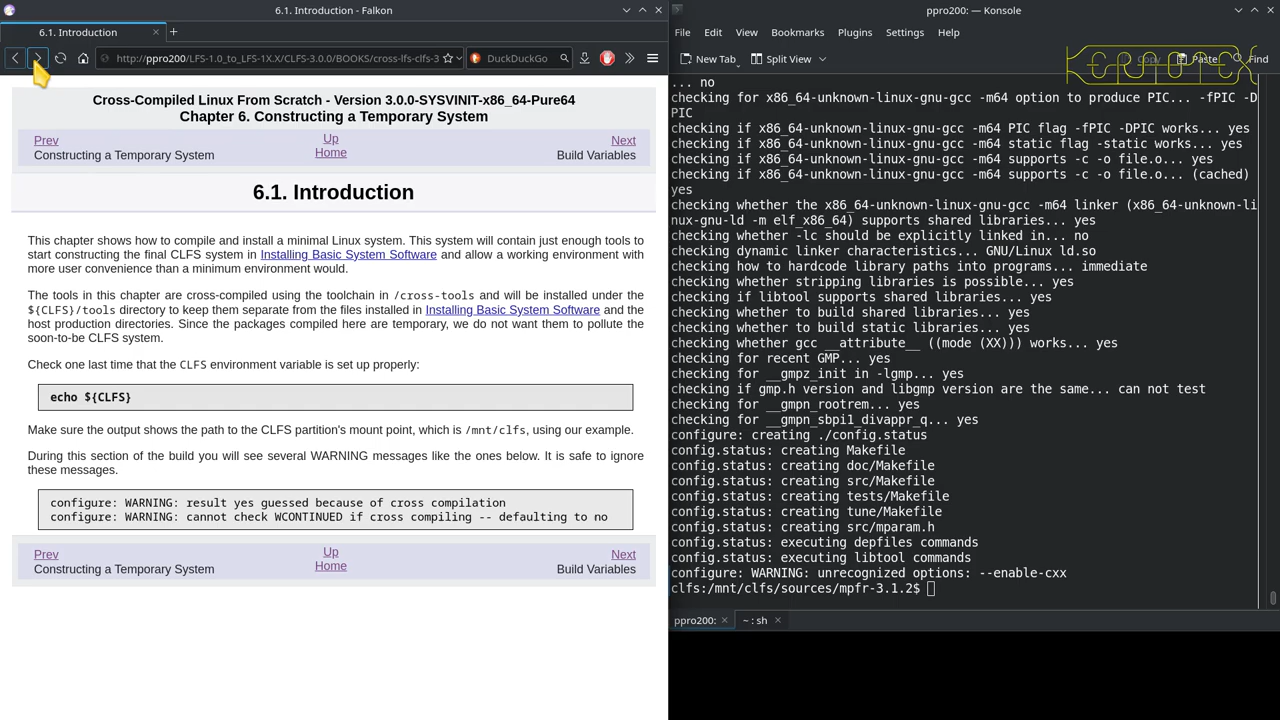 6.1. Introduction - Falkon
6.1. Introduction
http://ppro200/LFS-1.0_to_LFS-1X.X/CLFS-3.0.0/BOOKS/cross-lfs-clfs-3
DuckDuckGo
Cross-Compiled Linux From Scratch - Version 3.0.0-SYSVINIT-x86_64-Pure64
Chapter 6. Constructing a Temporary System
Prev Up Next
Constructing a Temporary System Home Build Variables
6.1. Introduction
This chapter shows how to compile and install a minimal Linux system. This system will contain just enough tools to
start constructing the final CLFS system in Installing Basic System Software and allow a working environment with
more user convenience than a minimum environment would.
The tools in this chapter are cross-compiled using the toolchain in /cross-tools and will be installed under the
${CLFS}/tools directory to keep them separate from the files installed in Installing Basic System Software and the
host production directories. Since the packages compiled here are temporary, we do not want them to pollute the
soon-to-be CLFS system.
Check one last time that the CLFS environment variable is set up properly:
echo ${CLFS}
Make sure the output shows the path to the CLFS partition's mount point, which is /mnt/clfs, using our example.
During this section of the build you will see several WARNING messages like the ones below. It is safe to ignore
these messages.
configure: WARNING: result yes guessed because of cross compilation
configure: WARNING: cannot check WCONTINUED if cross compiling -- defaulting to no
Prev Up Next
Constructing a Temporary System Home Build Variables
ppro200: — Konsole
File Edit View Bookmarks Plugins Settings Help
New Tab Split View Copy Paste Find
... no
checking for x86_64-unknown-linux-gnu-gcc -m64 option to produce PIC... -fPIC -D
PIC
checking if x86_64-unknown-linux-gnu-gcc -m64 PIC flag -fPIC -DPIC works... yes
checking if x86_64-unknown-linux-gnu-gcc -m64 static flag -static works... yes
checking if x86_64-unknown-linux-gnu-gcc -m64 supports -c -o file.o... yes
checking if x86_64-unknown-linux-gnu-gcc -m64 supports -c -o file.o... (cached)
yes
checking whether the x86_64-unknown-linux-gnu-gcc -m64 linker (x86_64-unknown-li
nux-gnu-ld -m elf_x86_64) supports shared libraries... yes
checking whether -lc should be explicitly linked in... no
checking dynamic linker characteristics... GNU/Linux ld.so
checking how to hardcode library paths into programs... immediate
checking whether stripping libraries is possible... yes
checking if libtool supports shared libraries... yes
checking whether to build shared libraries... yes
checking whether to build static libraries... yes
checking whether gcc __attribute__ ((mode (XX))) works... yes
checking for recent GMP... yes
checking for __gmpz_init in -lgmp... yes
checking if gmp.h version and libgmp version are the same... can not test
checking for __gmpn_rootrem... yes
checking for __gmpn_sbpi1_divappr_q... yes
configure: creating ./config.status
config.status: creating Makefile
config.status: creating doc/Makefile
config.status: creating src/Makefile
config.status: creating tests/Makefile
config.status: creating tune/Makefile
config.status: creating src/mparam.h
config.status: executing depfiles commands
config.status: executing libtool commands
configure: WARNING: unrecognized options: --enable-cxx
clfs:/mnt/clfs/sources/mpfr-3.1.2$
ppro200: ~ : sh